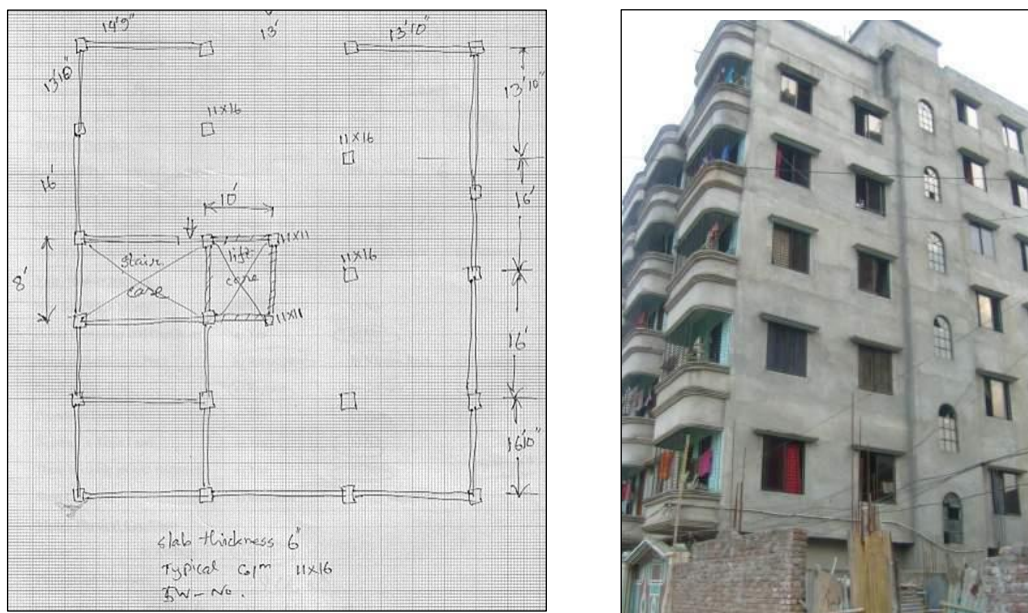 14'9"
13'
13'10"
13'10"
13'10"
11x16
11x16
16'
16'
10'
11x11
stair
case
lift
core
11x16
8'
11x11
16'
16'10"
slab thickness 6"
Typical Colm 11x16
SW- No.